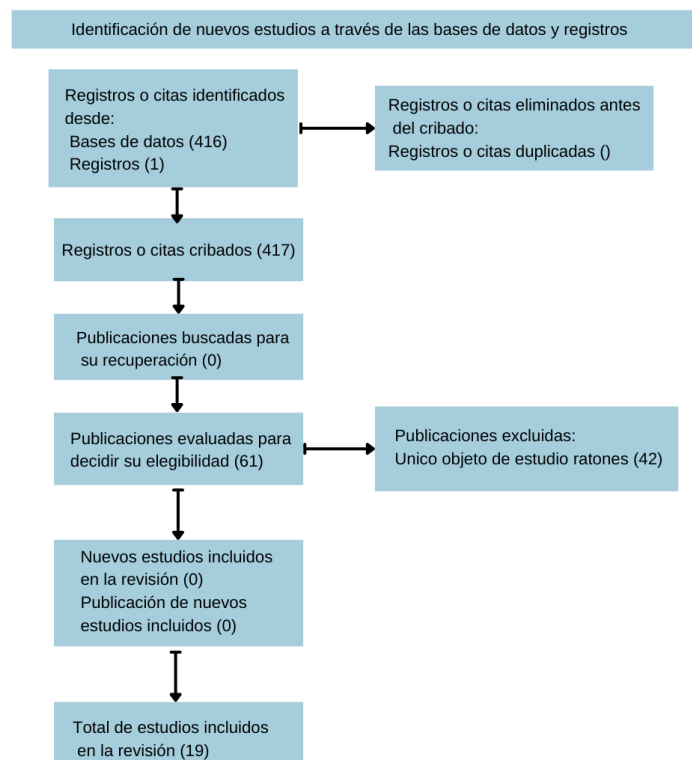 Identificación de nuevos estudios a través de las bases de datos y registros
Registros o citas identificados
desde:
Bases de datos (416)
Registros (1)
Registros o citas eliminados antes
del cribado:
Registros o citas duplicadas ()
Registros o citas cribados (417)
Publicaciones buscadas para
su recuperación (0)
Publicaciones evaluadas para
decidir su elegibilidad (61)
Publicaciones excluidas:
Unico objeto de estudio ratones (42)
Nuevos estudios incluidos
en la revisión (0)
Publicación de nuevos
estudios incluidos (0)
Total de estudios incluidos
en la revisión (19)